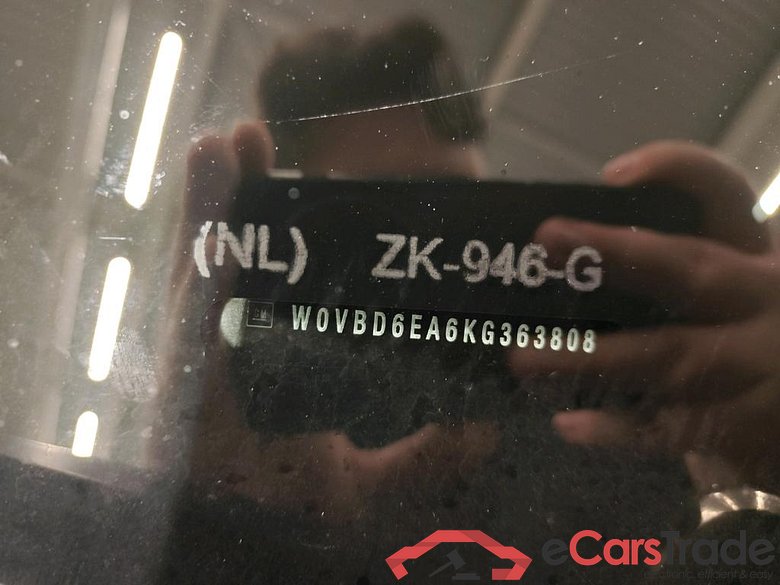 (NL) ZK-946-G
W0VBD6EA6KG363808
eCarsTrade